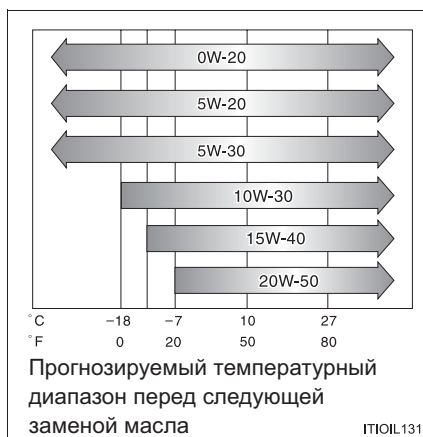 0W-20
5W-20
5W-30
10W-30
15W-40
20W-50
°C −18 −7 10 27
°F 0 20 50 80
Прогнозируемый температурный
диапазон перед следующей
заменой масла
ITIOIL131